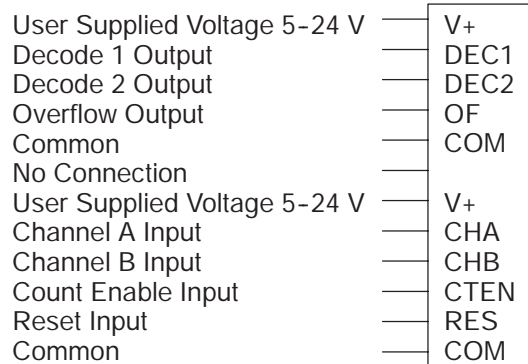 User Supplied Voltage 5-24 V V+
Decode 1 Output DEC1
Decode 2 Output DEC2
Overflow Output OF
Common COM
No Connection
User Supplied Voltage 5-24 V V+
Channel A Input CHA
Channel B Input CHB
Count Enable Input CTEN
Reset Input RES
Common COM